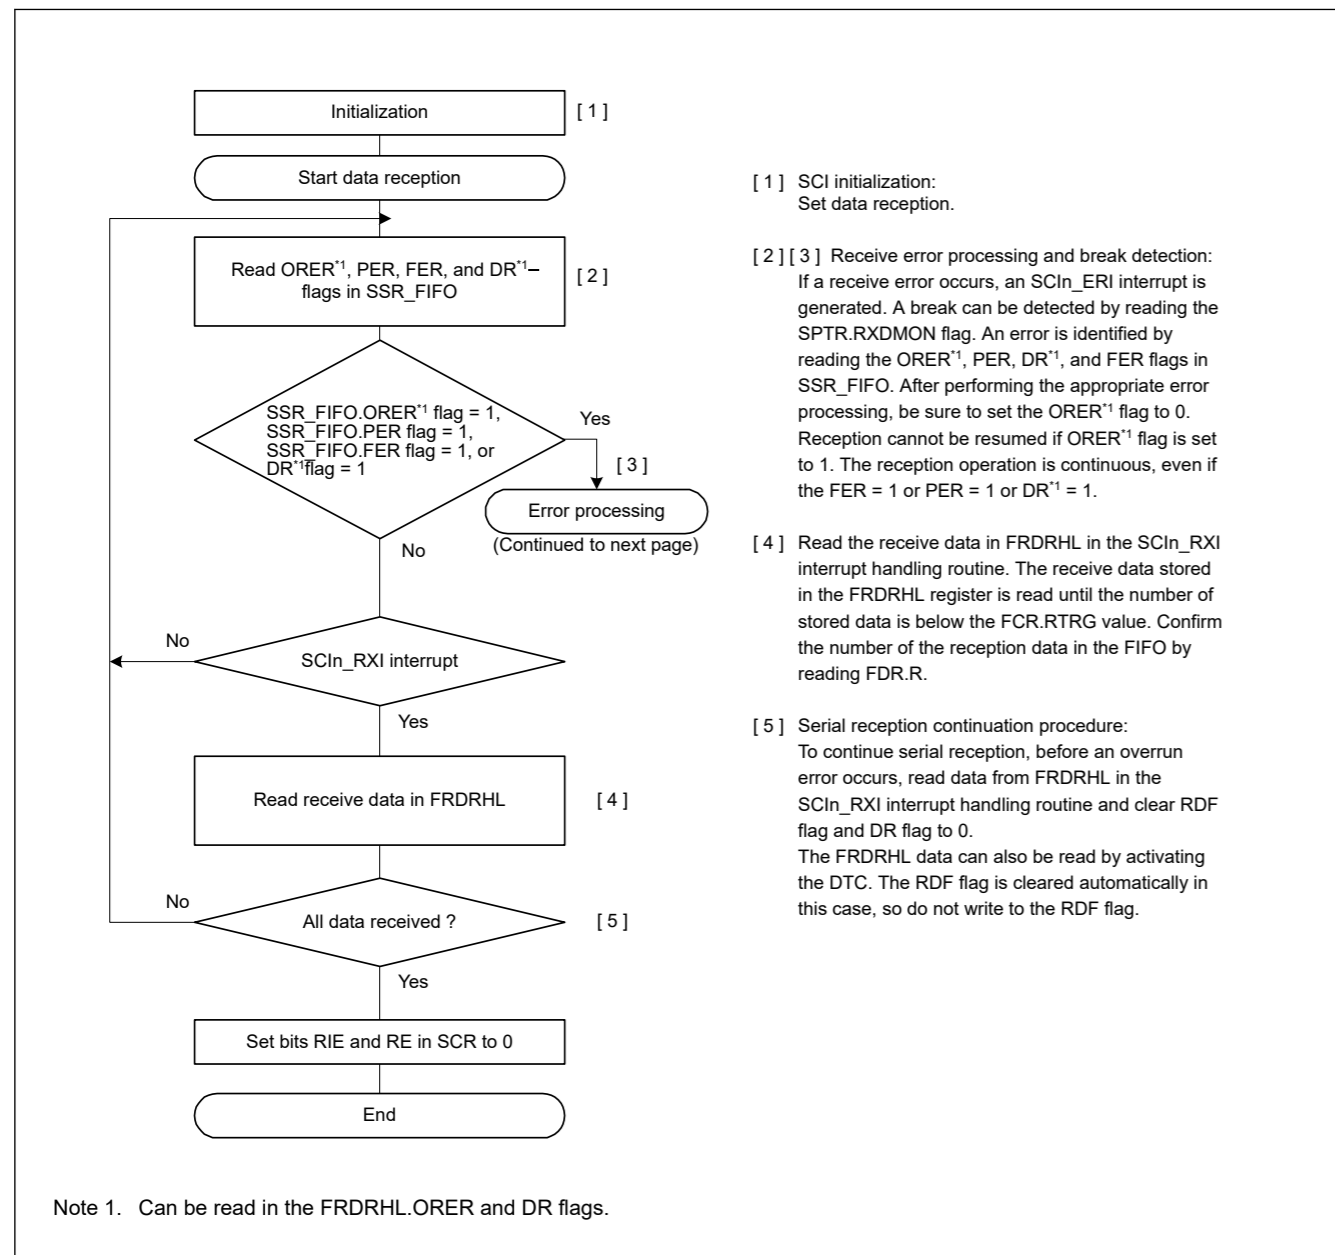 Initialization
[ 1 ]
Start data reception
Read ORER*1, PER, FER, and DR*1–
flags in SSR_FIFO
[ 2 ]
SSR_FIFO.ORER*1 flag = 1,
SSR_FIFO.PER flag = 1,
SSR_FIFO.FER flag = 1, or
DR*1flag = 1
Yes
[ 3 ]
Error processing
(Continued to next page)
No
SCIn_RXI interrupt
No
Yes
Read receive data in FRDRHL
[ 4 ]
All data received ?
No
[ 5 ]
Yes
Set bits RIE and RE in SCR to 0
End
[ 1 ] SCI initialization:
Set data reception.
[ 2 ] [ 3 ] Receive error processing and break detection:
If a receive error occurs, an SCIn_ERI interrupt is
generated. A break can be detected by reading the
SPTR.RXDMON flag. An error is identified by
reading the ORER*1, PER, DR*1, and FER flags in
SSR_FIFO. After performing the appropriate error
processing, be sure to set the ORER*1 flag to 0.
Reception cannot be resumed if ORER*1 flag is set
to 1. The reception operation is continuous, even if
the FER = 1 or PER = 1 or DR*1 = 1.
[ 4 ] Read the receive data in FRDRHL in the SCIn_RXI
interrupt handling routine. The receive data stored
in the FRDRHL register is read until the number of
stored data is below the FCR.RTRG value. Confirm
the number of the reception data in the FIFO by
reading FDR.R.
[ 5 ] Serial reception continuation procedure:
To continue serial reception, before an overrun
error occurs, read data from FRDRHL in the
SCIn_RXI interrupt handling routine and clear RDF
flag and DR flag to 0.
The FRDRHL data can also be read by activating
the DTC. The RDF flag is cleared automatically in
this case, so do not write to the RDF flag.
Note 1. Can be read in the FRDRHL.ORER and DR flags.